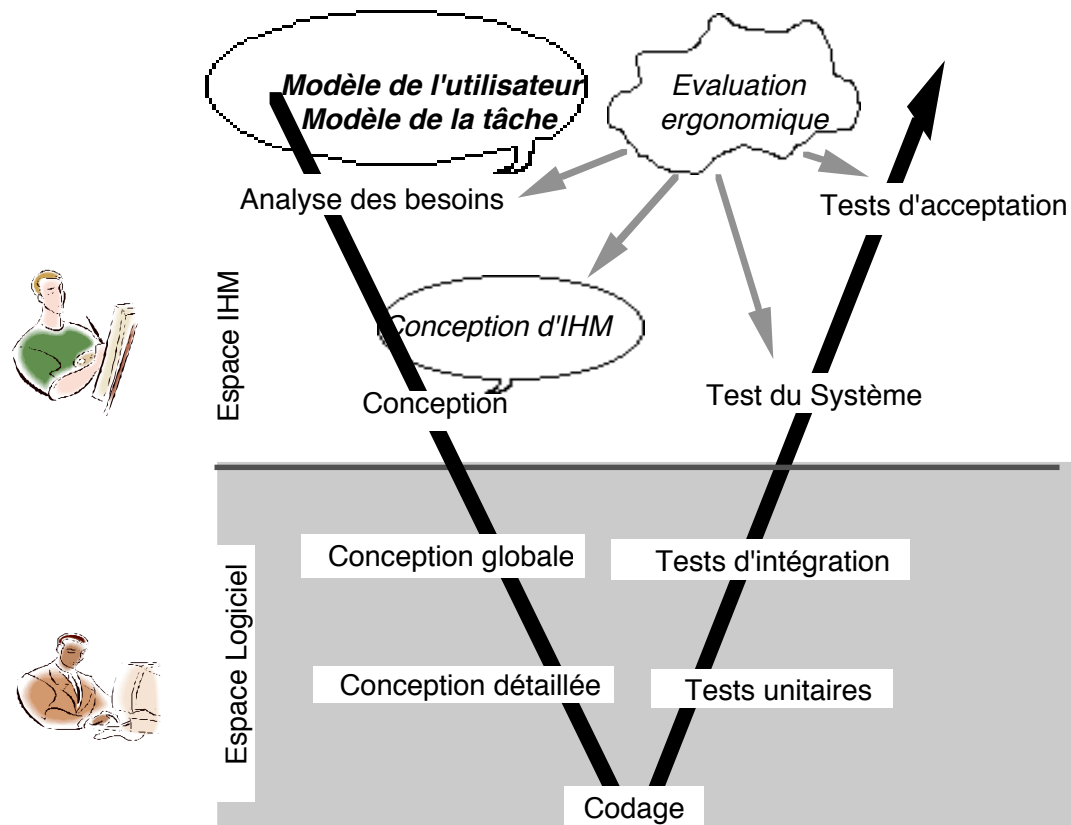 Modèle de l'utilisateur
Modèle de la tâche
Evaluation
ergonomique
Analyse des besoins
Tests d'acceptation
Espace IHM
Conception d'IHM
Conception
Test du Système
Espace Logiciel
Conception globale
Tests d'intégration
Conception détaillée
Tests unitaires
Codage